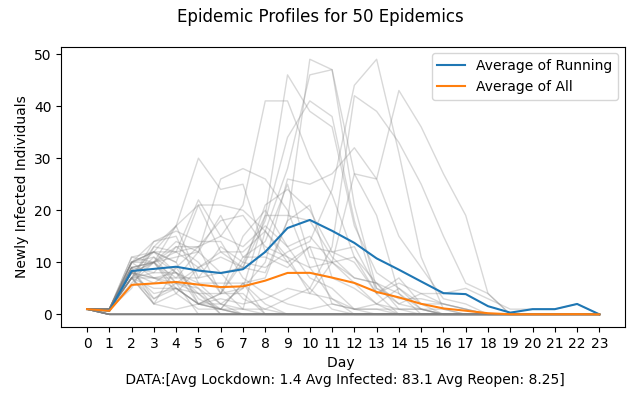 Epidemic Profiles for 50 Epidemics
50
40
30
20
10
0
Newly Infected Individuals
Average of Running
Average of All
0 1 2 3 4 5 6 7 8 9 10 11 12 13 14 15 16 17 18 19 20 21 22 23
Day
DATA:[Avg Lockdown: 1.4 Avg Infected: 83.1 Avg Reopen: 8.25]